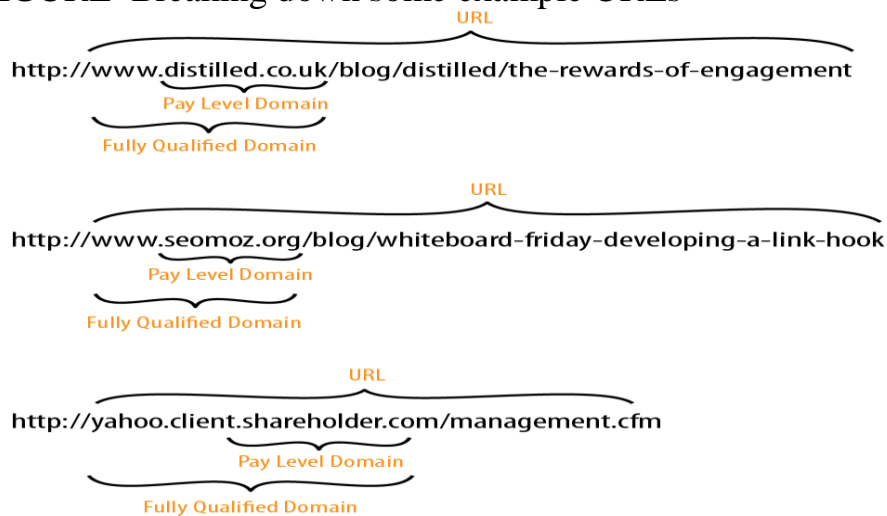 URL
http://www.distilled.co.uk/blog/distilled/the-rewards-of-engagement
Pay Level Domain
Fully Qualified Domain
URL
http://www.seomoz.org/blog/whiteboard-friday-developing-a-link-hook
Pay Level Domain
Fully Qualified Domain
URL
http://yahoo.client.shareholder.com/management.cfm
Pay Level Domain
Fully Qualified Domain